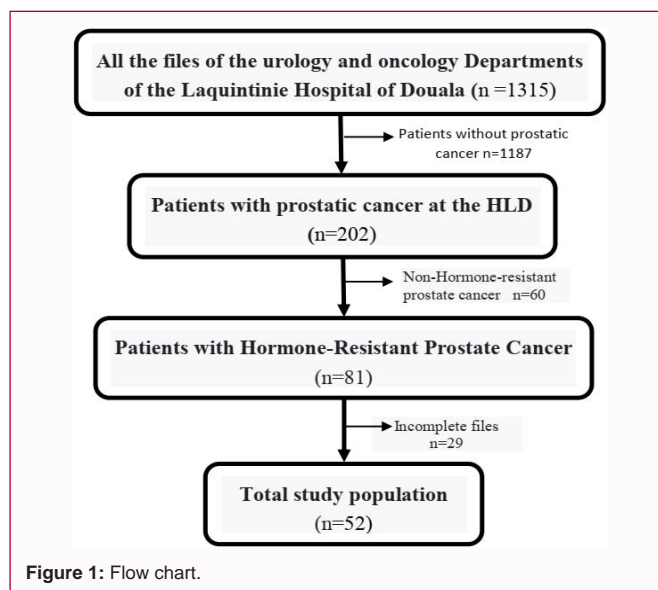 All the files of the urology and oncology Departments
of the Laquintinie Hospital of Douala (n =1315)
Patients without prostatic
cancer n=1187
Patients with prostatic cancer at the HLD
(n=202)
Non-Hormone-resistant
prostate cancer n=60
Patients with Hormone-Resistant Prostate Cancer
(n=81)
Incomplete files
n=29
Total study population
(n=52)
Figure 1: Flow chart.